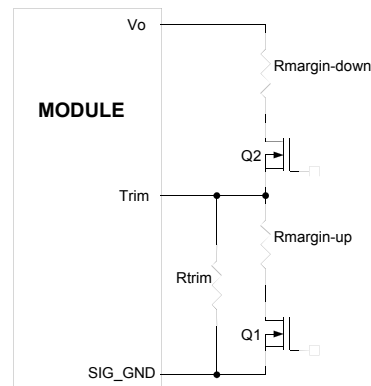 Vo
Rmargin-down
MODULE
Q2
Trim
Rmargin-up
Rtrim
Q1
SIG_GND